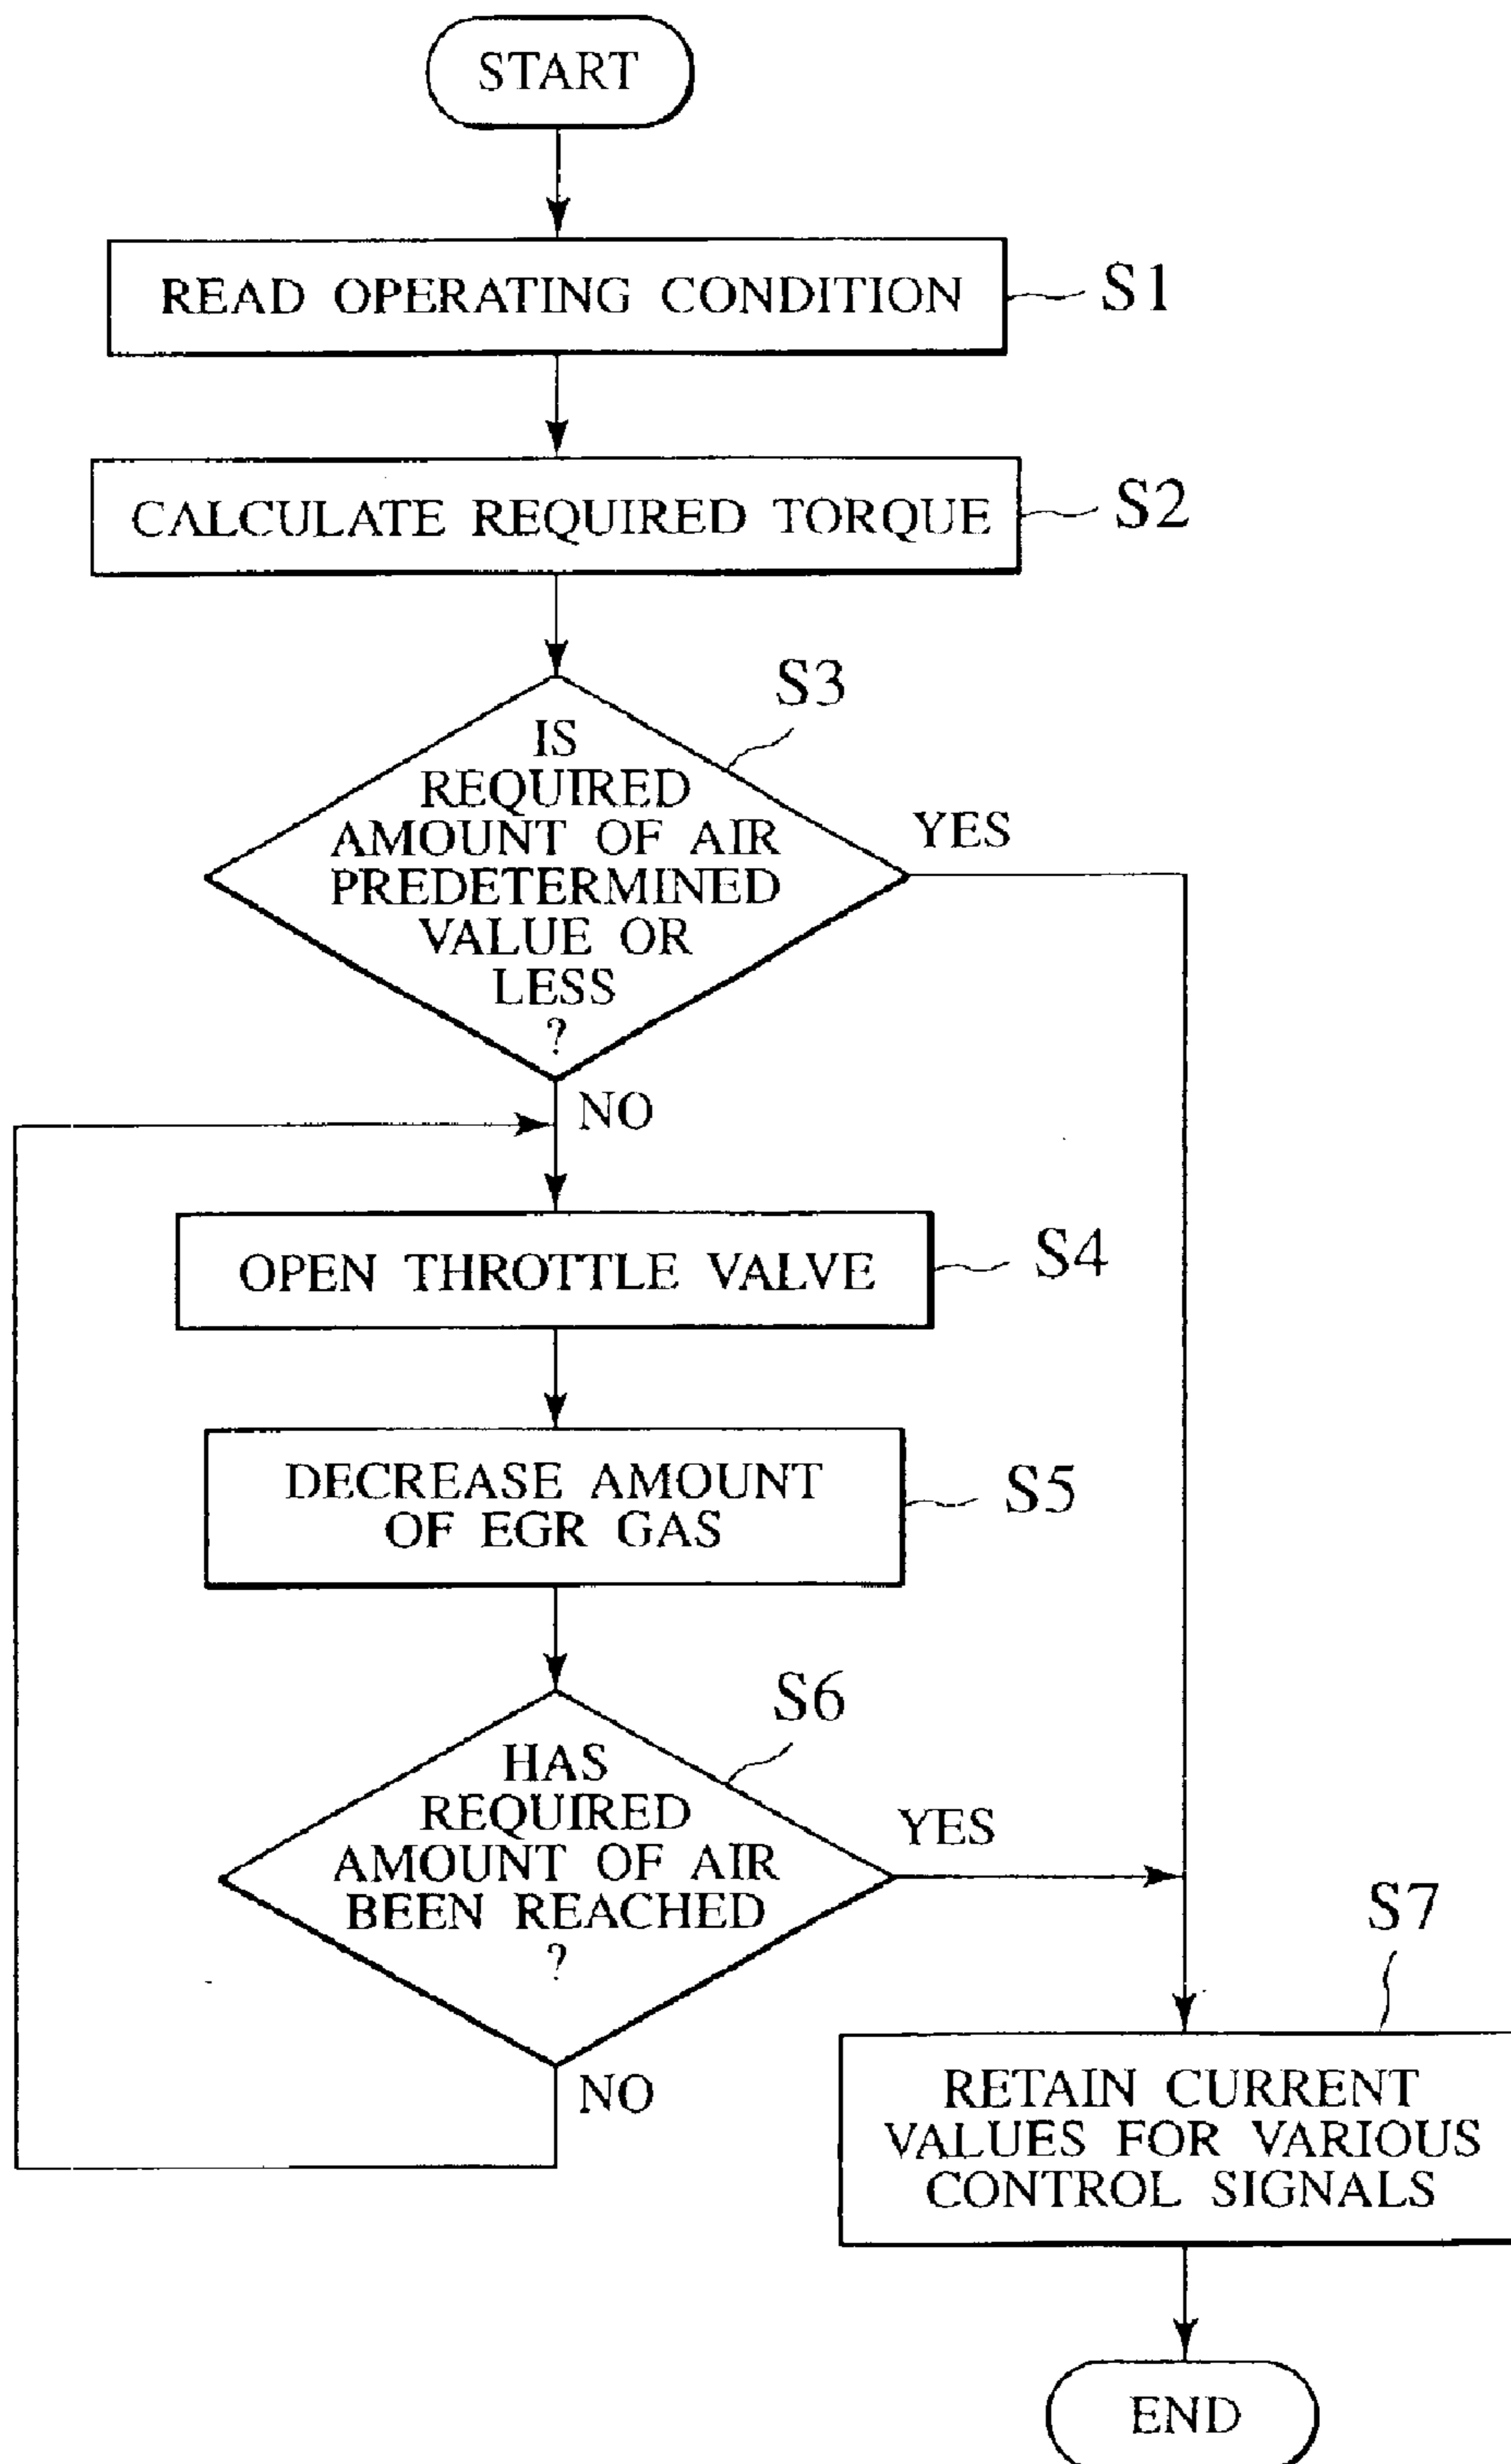 START
READ OPERATING CONDITION
S1
CALCULATE REQUIRED TORQUE
S2
S3
IS
REQUIRED
AMOUNT OF AIR
PREDETERMINED
VALUE OR
LESS
?
YES
NO
OPEN THROTTLE VALVE
S4
DECREASE AMOUNT
OF EGR GAS
S5
S6
HAS
REQUIRED
AMOUNT OF AIR
BEEN REACHED
?
YES
NO
S7
RETAIN CURRENT
VALUES FOR VARIOUS
CONTROL SIGNALS
END